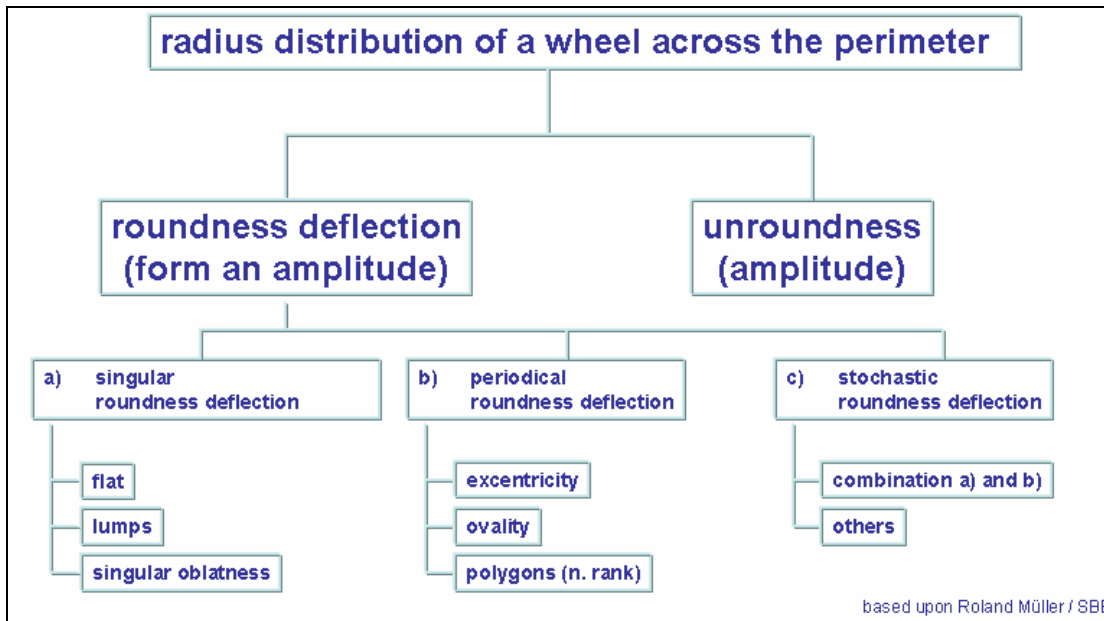 radius distribution of a wheel across the perimeter
roundness deflection
(form an amplitude)
unroundness
(amplitude)
a) singular
roundness deflection
flat
lumps
singular oblatness
b) periodical
roundness deflection
excentricity
ovality
polygons (n. rank)
c) stochastic
roundness deflection
combination a) and b)
others
based upon Roland Müller / SBB